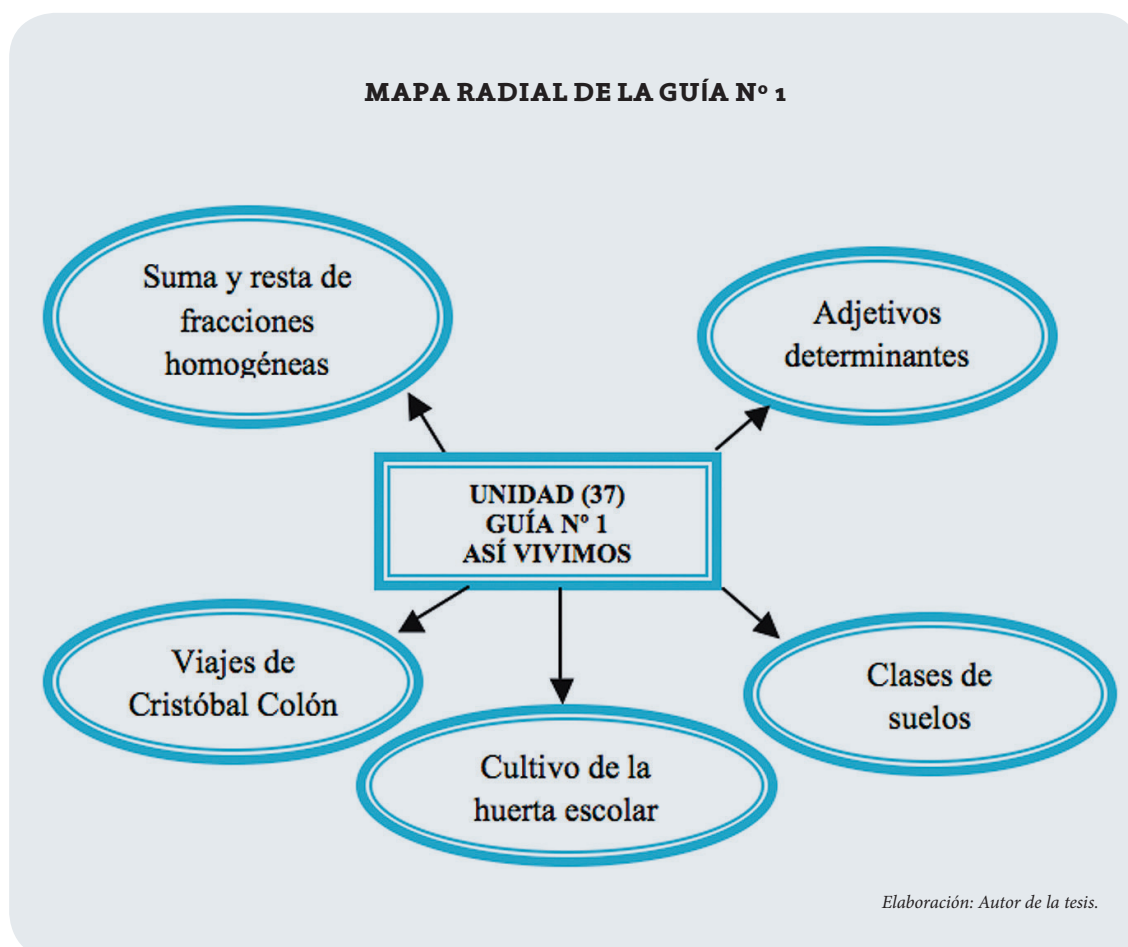 MAPA RADIAL DE LA GUÍA Nº 1
Suma y resta de
fracciones
homogéneas
Adjetivos
determinantes
UNIDAD (37)
GUÍA Nº 1
ASÍ VIVIMOS
Viajes de
Cristóbal Colón
Cultivo de la
huerta escolar
Clases de
suelos
Elaboración: Autor de la tesis.